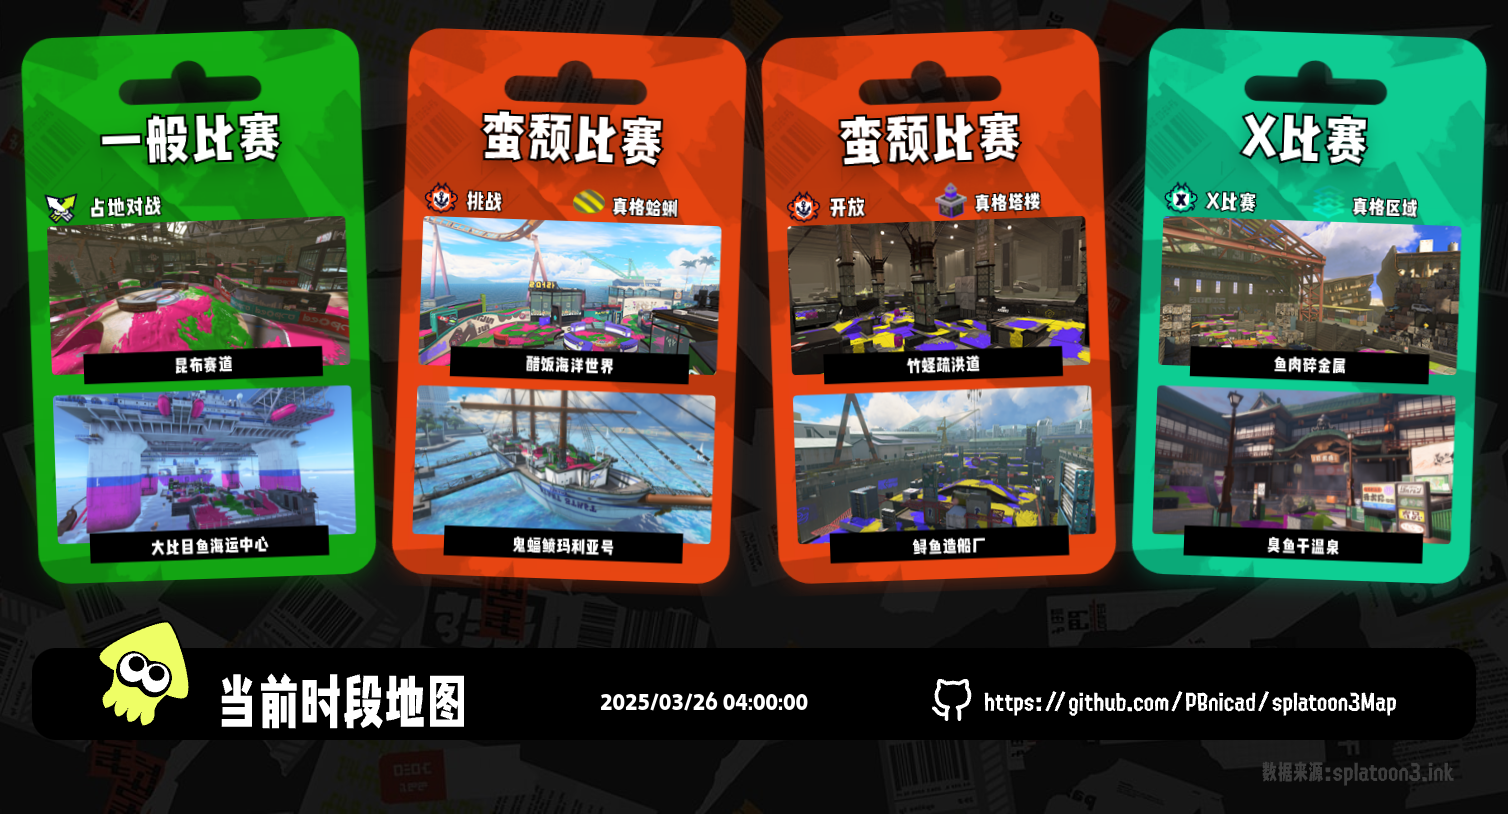 一般比赛
占地对战
昆布赛道
大比目鱼海运中心
蛮颓比赛
挑战
真格蛤蜊
醋饭海洋世界
鬼蝠鲼玛利亚号
蛮颓比赛
开放
真格塔楼
竹蛏疏洪道
鲟鱼造船厂
X比赛
X比赛
真格区域
鱼肉碎金属
臭鱼干温泉
当前时段地图
2025/03/26 04:00:00
https://github.com/PBnicad/splatoon3Map
数据来源:splatoon3.ink